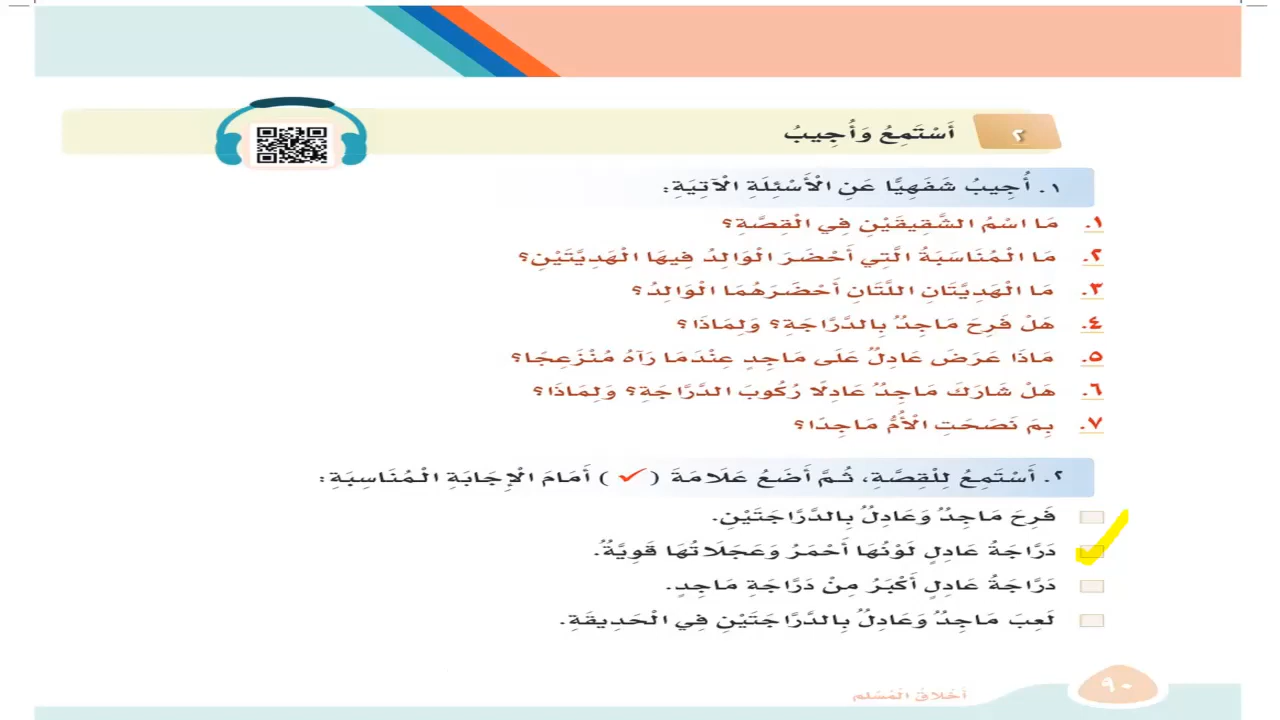 ٢ أَسْتَمِعُ وَأُجِيبُ
١. أُجِيبُ شَفَهِيًّا عَنِ الْأَسْئِلَةِ الْآتِيَةِ:
١. مَا اسْمُ الشَّقِيقَيْنِ فِي الْقِصَّةِ؟
٢. مَا الْمُنَاسَبَةُ الَّتِي أَحْضَرَ الْوَالِدُ فِيهَا الْهَدِيَّتَيْنِ؟
٣. مَا الْهَدِيَّتَانِ اللَّتَانِ أَحْضَرَهُمَا الْوَالِدُ؟
٤. هَلْ فَرِحَ مَاجِدٌ بِالدَّرَّاجَةِ؟ وَلِمَاذَا؟
٥. مَاذَا عَرَضَ عَادِلٌ عَلَى مَاجِدٍ عِنْدَمَا رَآهُ مُنْزَعِجًا؟
٦. هَلْ شَارَكَ مَاجِدٌ عَادِلًا رُكُوبَ الدَّرَّاجَةِ؟ وَلِمَاذَا؟
٧. بِمَ نَصَحَتِ الْأُمُّ مَاجِدًا؟
٢. أَسْتَمِعُ لِلْقِصَّةِ، ثُمَّ أَضَعُ عَلَامَةَ (✓) أَمَامَ الْإِجَابَةِ الْمُنَاسِبَةِ:
فَرِحَ مَاجِدٌ وَعَادِلٌ بِالدَّرَّاجَتَيْنِ.
دَرَّاجَةُ عَادِلٍ لَوْنُهَا أَحْمَرُ وَعَجَلَاتُهَا قَوِيَّةٌ.
دَرَّاجَةُ عَادِلٍ أَكْبَرُ مِنْ دَرَّاجَةِ مَاجِدٍ.
لَعِبَ مَاجِدٌ وَعَادِلٌ بِالدَّرَّاجَتَيْنِ فِي الْحَدِيقَةِ.
أَخْلَاقُ الْمُسْلِمِ
٩٠